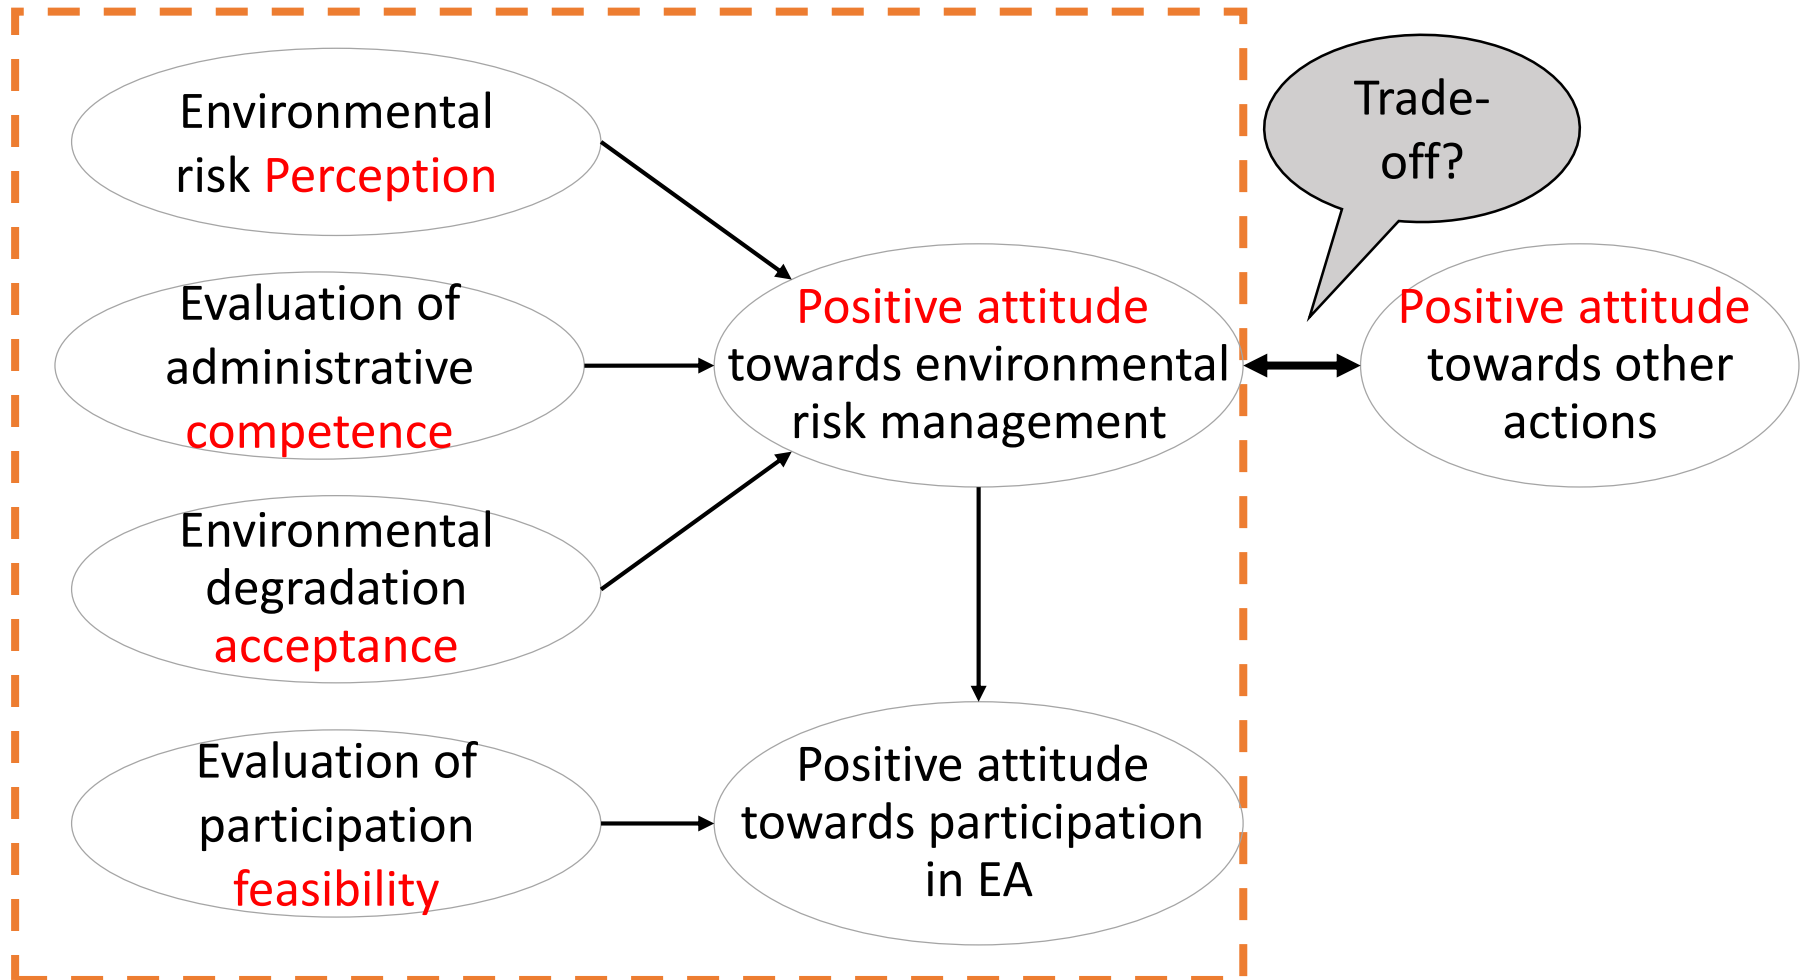 Environmental
risk Perception
Trade-
off?
Evaluation of
administrative
competence
Positive attitude
towards environmental
risk management
Positive attitude
towards other
actions
Environmental
degradation
acceptance
Evaluation of
participation
feasibility
Positive attitude
towards participation
in EA